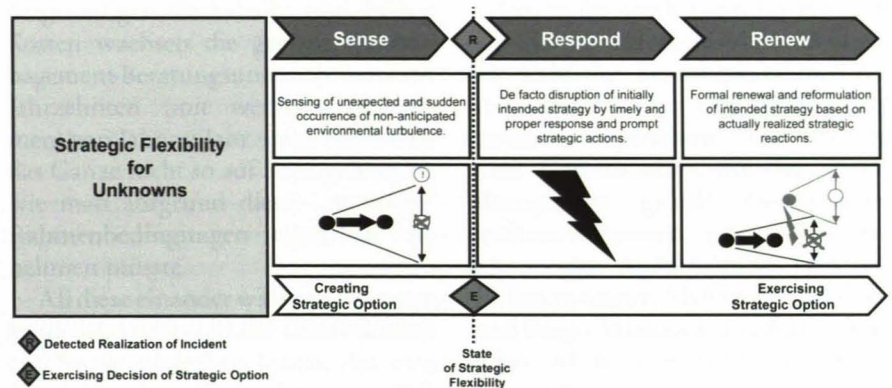 Strategic Flexibility
for
Unknowns
Sense
R
Respond
Renew
Sensing of unexpected and sudden
occurrence of non-anticipated
environmental turbulence.
De facto disruption of initially
intended strategy by timely and
proper response and prompt
strategic actions.
Formal renewal and reformulation
of intended strategy based on
actually realized strategic
reactions.
!
Creating
Strategic Option
E
Exercising
Strategic Option
R Detected Realization of Incident
E Exercising Decision of Strategic Option
State
of Strategic
Flexibility